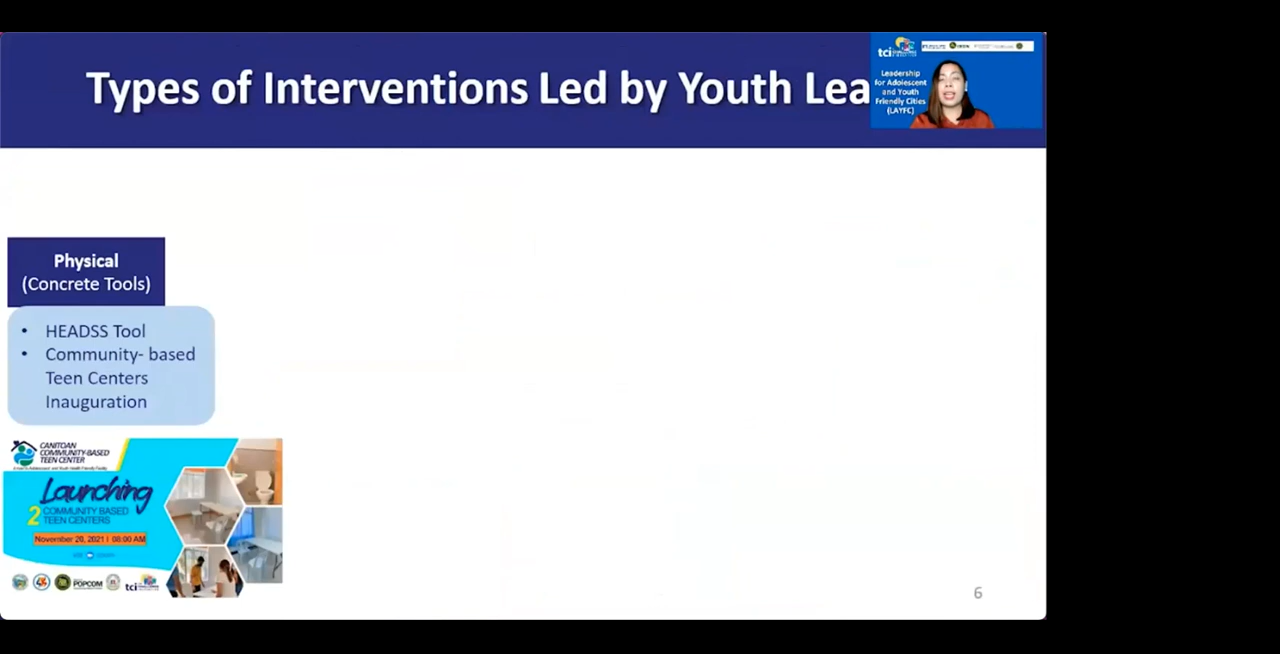 Types of Interventions Led by Youth Lea
tci
Leadership
for Adolescent
and Youth
Friendly Cities
(LAYFC)
Physical
(Concrete Tools)
• HEADSS Tool
• Community- based
Teen Centers
Inauguration
CANITOAN
COMMUNITY-BASED
TEEN CENTER
Launching
2 COMMUNITY BASED
TEEN CENTERS
November 20, 2021 | 08:00 AM
POPCOM
tci
6